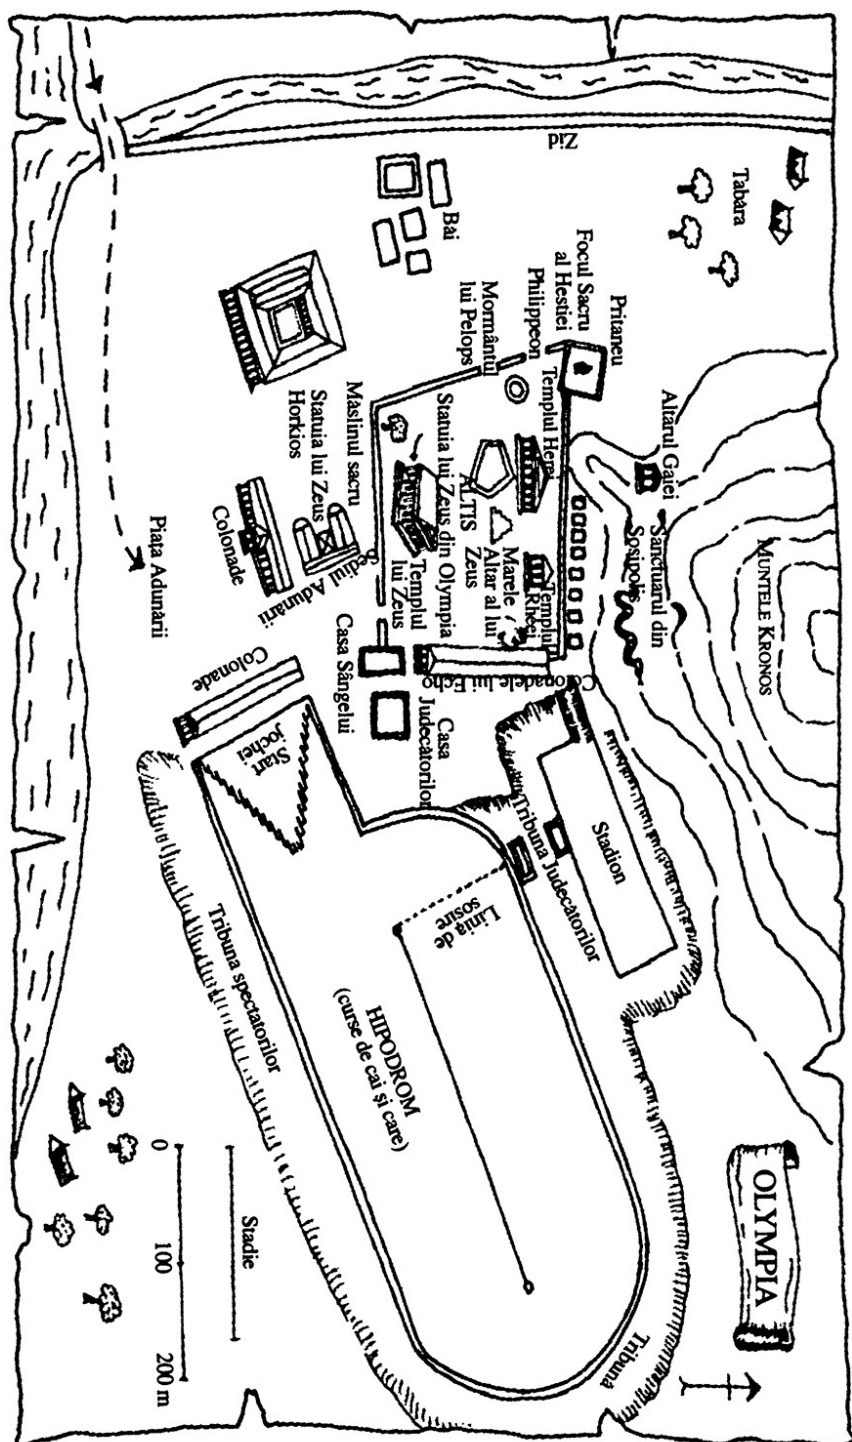 OLYMPIA
Zid
Tabăra
Băi
Pritaneu
Focul Sacru
al Hestiei
Philippeon
Mormântul
lui Pelops
Templul Herei
Altarul Gaiei
Sanctuarul din
Sosipolis
MUNTELE KRONOS
Statuia lui Zeus din Olympia
ALTIS
Marele
Altar al lui
Zeus
Templul
Rheei
Templul
lui Zeus
Măslinul sacru
Statuia lui Zeus
Horkios
Sediul Adunării
Colonade
Piața Adunării
Colonadele lui Echo
Casa Sângelui
Casa
Judecătorilor
Colonade
Start
jochei
Stadion
Tribuna Judecătorilor
Linia de
sosire
HIPODROM
(curse de cai și care)
Tribuna spectatorilor
Tribună
Stadie
0 100 200 m